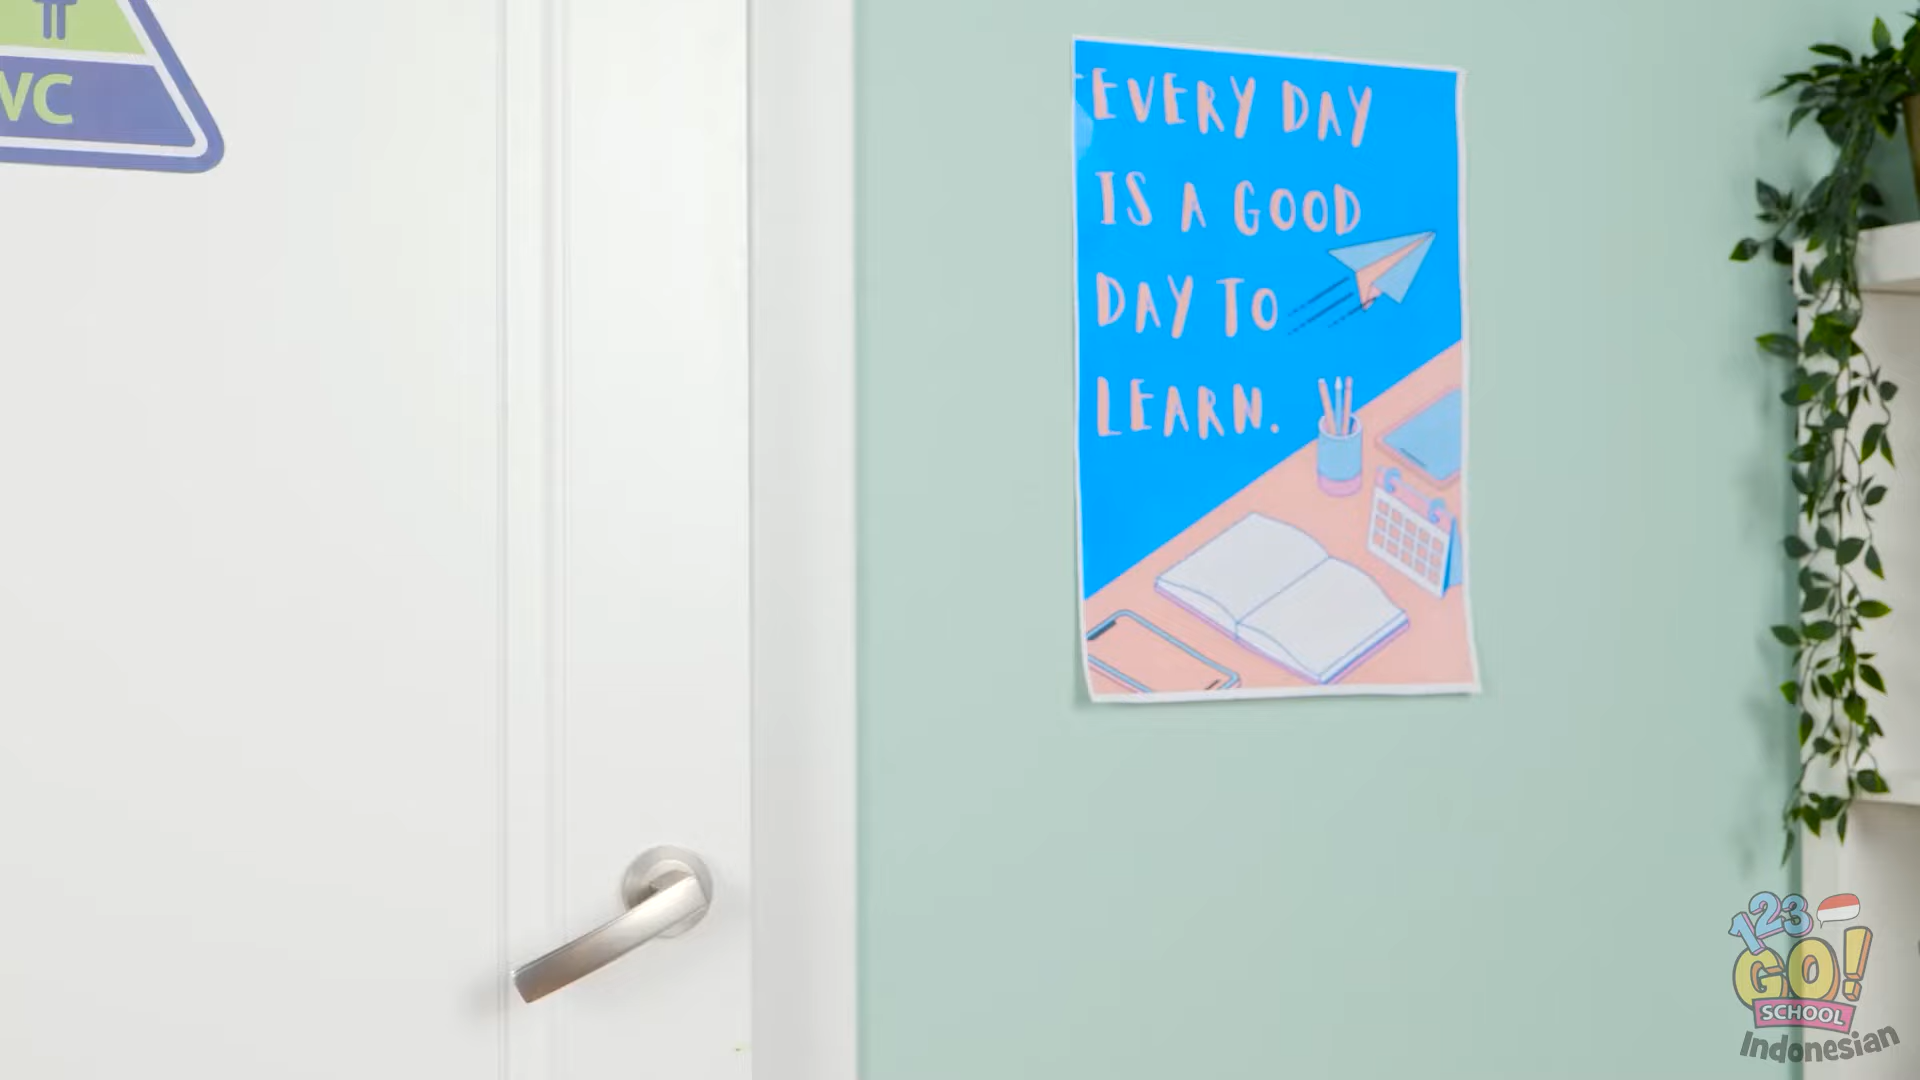 WC
EVERY DAY
IS A GOOD
DAY TO
LEARN.
123
GO!
SCHOOL
Indonesian